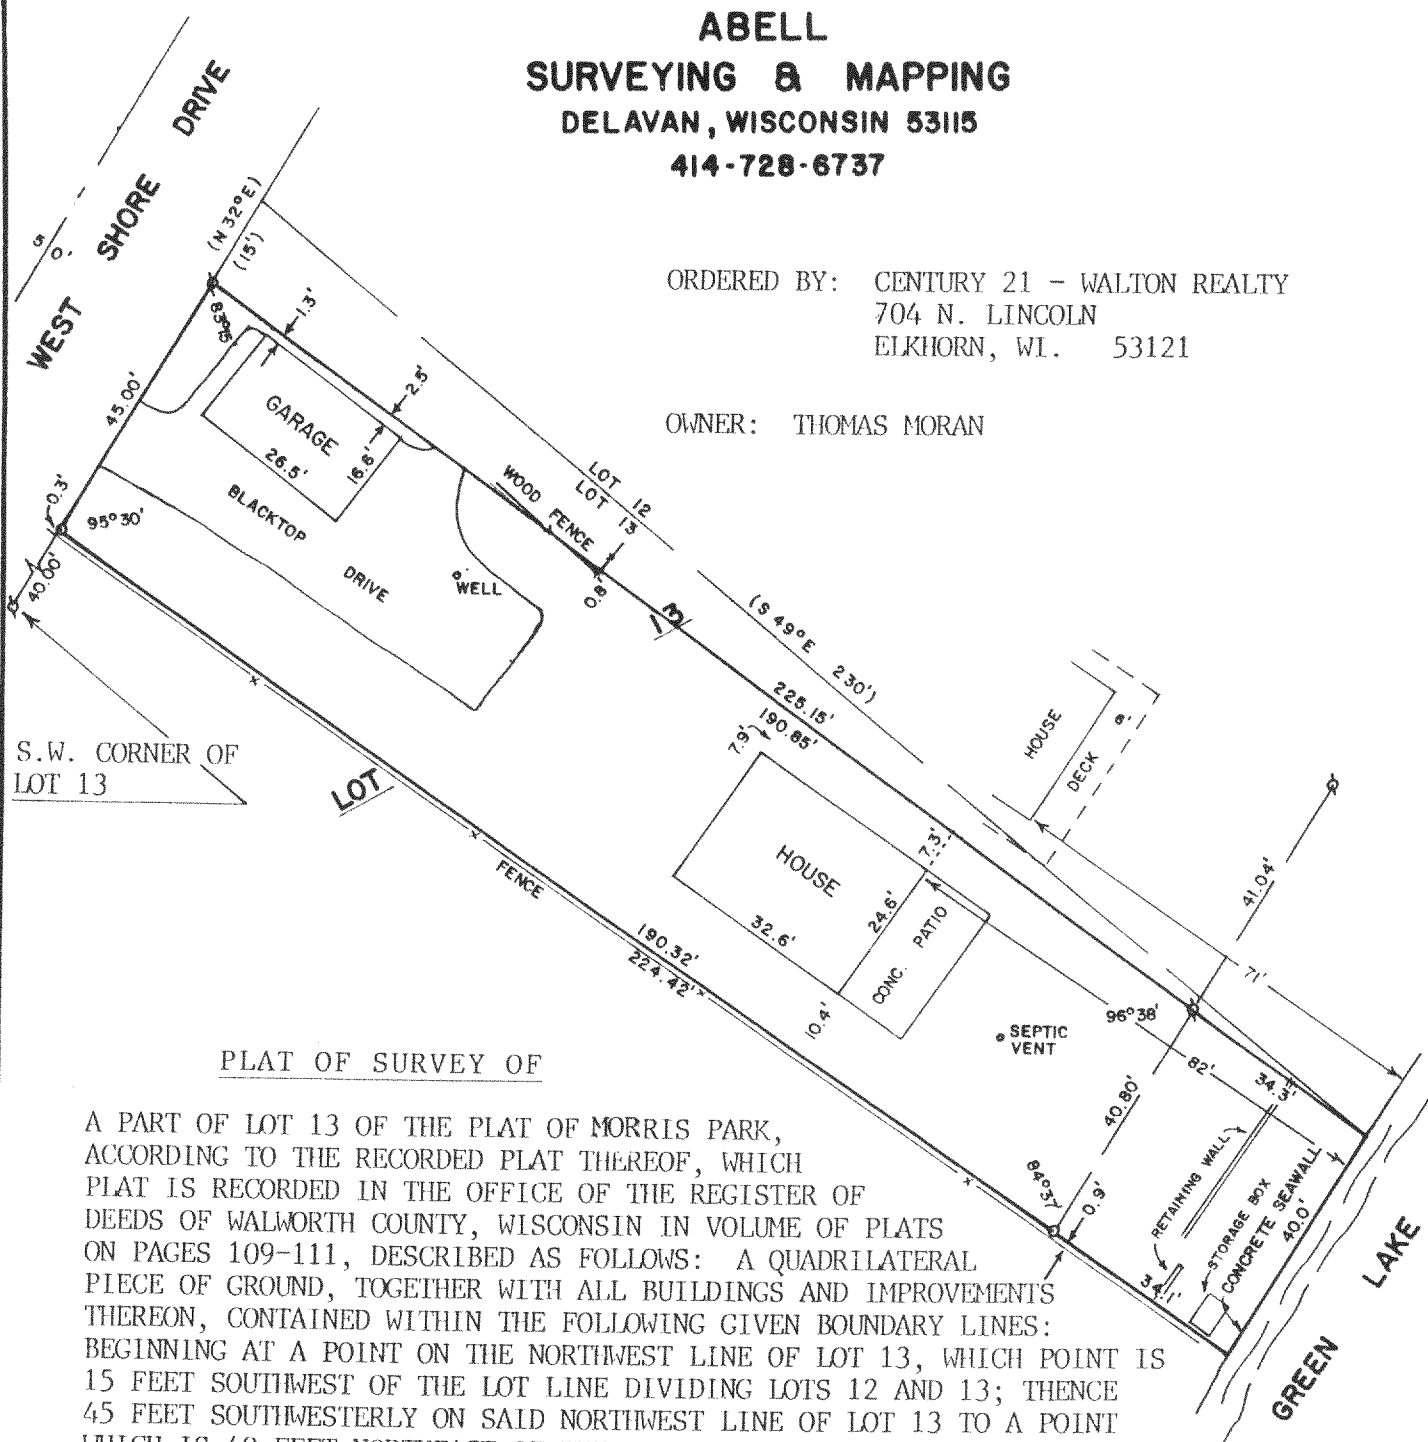 ABELL
SURVEYING & MAPPING
DELAVAN, WISCONSIN 53115
414-728-6737
ORDERED BY: CENTURY 21 - WALTON REALTY
704 N. LINCOLN
ELKHORN, WI. 53121
OWNER: THOMAS MORAN
WEST SHORE DRIVE
50'
(N 32°E)
(15')
83°15'
1.3'
2.5'
45.00'
GARAGE
26.5'
16.6'
0.3'
95°30'
40.00'
BLACKTOP
DRIVE
WELL
WOOD FENCE
0.8'
LOT 12
LOT 13
(S 49°E 230')
225.15'
190.85'
S.W. CORNER OF
LOT 13
LOT 13
FENCE
190.32'
224.42'
7.9'
HOUSE
32.6'
24.6'
7.3'
CONC. PATIO
10.4'
HOUSE
DECK
41.04'
71'
96°38'
SEPTIC
VENT
82'
34.3'
40.80'
84°37'
0.9'
RETAINING WALL
STORAGE BOX
CONCRETE SEAWALL
40.0'
34.1'
GREEN LAKE
PLAT OF SURVEY OF
A PART OF LOT 13 OF THE PLAT OF MORRIS PARK,
ACCORDING TO THE RECORDED PLAT THEREOF, WHICH
PLAT IS RECORDED IN THE OFFICE OF THE REGISTER OF
DEEDS OF WALWORTH COUNTY, WISCONSIN IN VOLUME OF PLATS
ON PAGES 109-111, DESCRIBED AS FOLLOWS: A QUADRILATERAL
PIECE OF GROUND, TOGETHER WITH ALL BUILDINGS AND IMPROVEMENTS
THEREON, CONTAINED WITHIN THE FOLLOWING GIVEN BOUNDARY LINES:
BEGINNING AT A POINT ON THE NORTHWEST LINE OF LOT 13, WHICH POINT IS
15 FEET SOUTHWEST OF THE LOT LINE DIVIDING LOTS 12 AND 13; THENCE
45 FEET SOUTHWESTERLY ON SAID NORTHWEST LINE OF LOT 13 TO A POINT